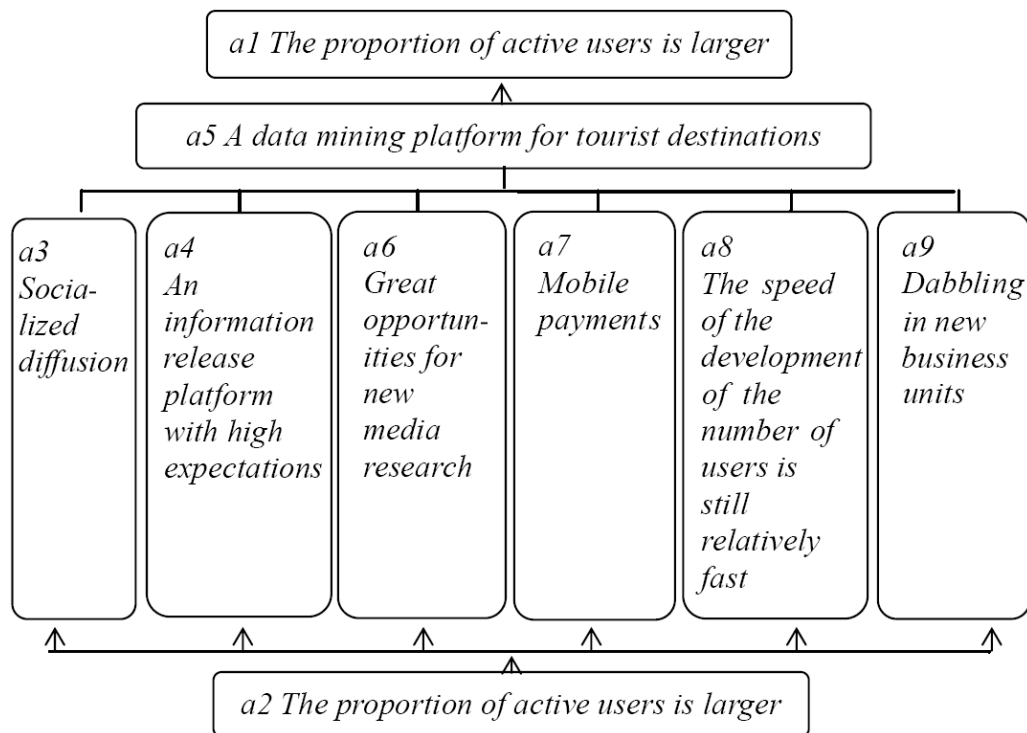 a1 The proportion of active users is larger
a5 A data mining platform for tourist destinations
a3
Socia-
lized
diffusion
a4
An
information
release
platform
with high
expectations
a6
Great
opportun-
ities for
new
media
research
a7
Mobile
payments
a8
The speed
of the
development
of the
number of
users is
still
relatively
fast
a9
Dabbling
in new
business
units
a2 The proportion of active users is larger